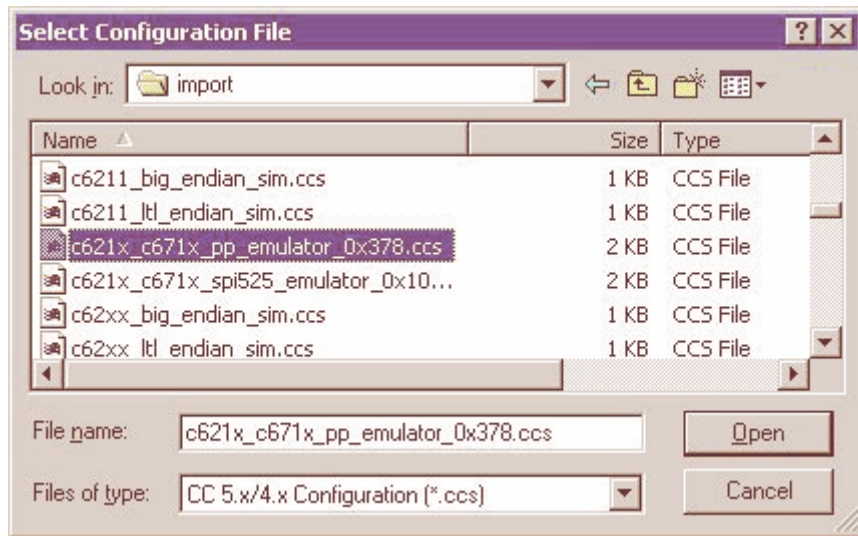 Select Configuration File
Look in: import
Name Size Type
c6211_big_endian_sim.ccs 1 KB CCS File
c6211_ltl_endian_sim.ccs 1 KB CCS File
c621x_c671x_pp_emulator_0x378.ccs 2 KB CCS File
c621x_c671x_spi525_emulator_0x10... 2 KB CCS File
c62xx_big_endian_sim.ccs 1 KB CCS File
c62xx_ltl_endian_sim.ccs 1 KB CCS File
File name: c621x_c671x_pp_emulator_0x378.ccs Open
Files of type: CC 5.x/4.x Configuration (*.ccs) Cancel